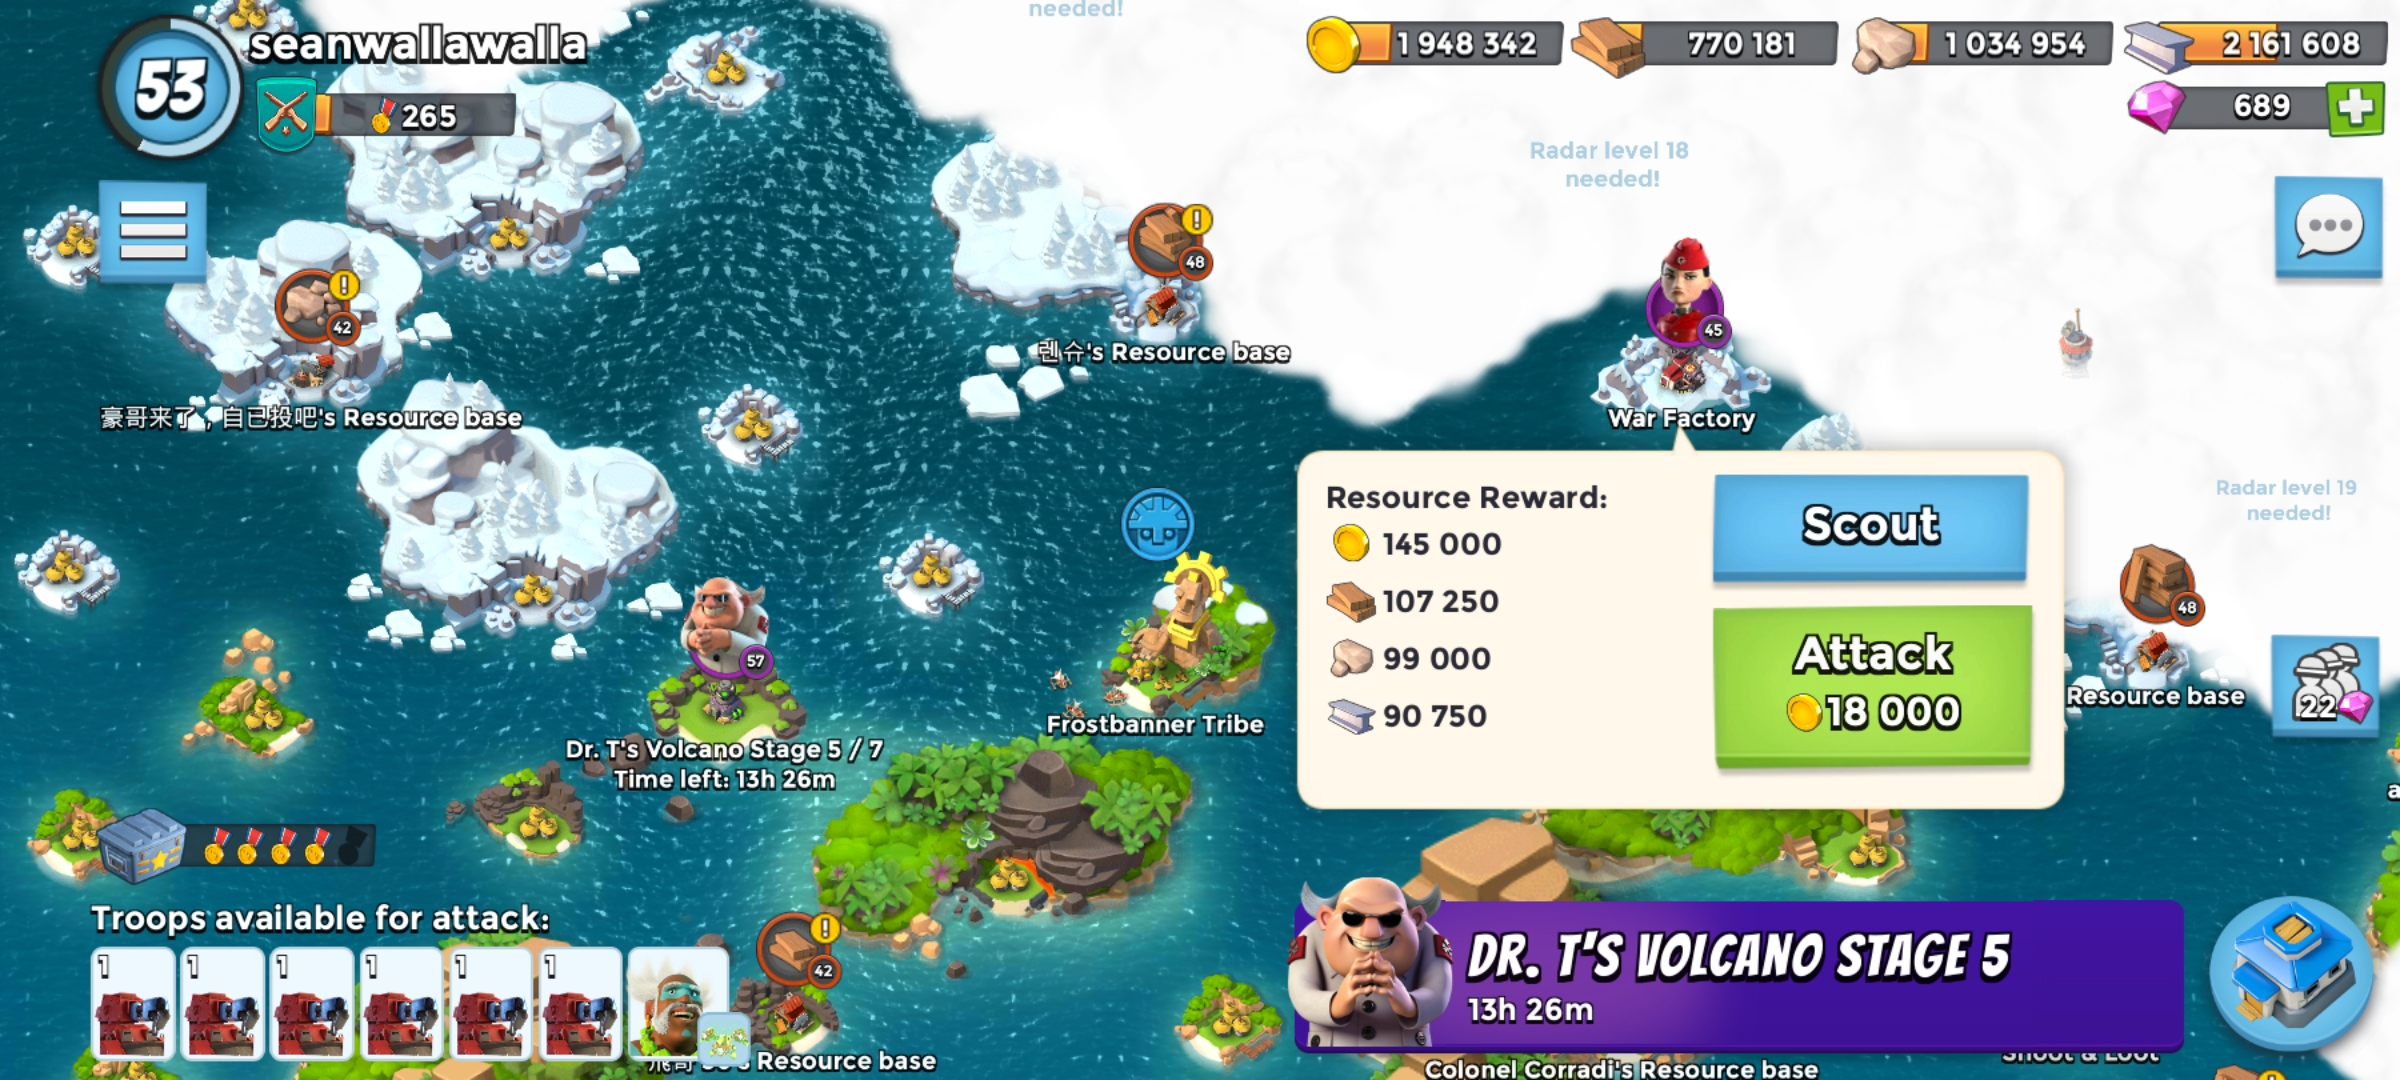 needed!
53
seanwallawalla
265
1 948 342
770 181
1 034 954
2 161 608
689
Radar level 18
needed!
48
렌슈's Resource base
42
豪哥来了，自已投吧's Resource base
45
War Factory
Resource Reward:
145 000
107 250
99 000
90 750
Scout
Attack
18 000
Radar level 19
needed!
48
Resource base
22
57
Dr. T's Volcano Stage 5 / 7
Time left: 13h 26m
Frostbanner Tribe
Troops available for attack:
1
1
1
1
1
1
42
Resource base
DR. T'S VOLCANO STAGE 5
13h 26m
Colonel Corradi's Resource base
Shoot & Loot